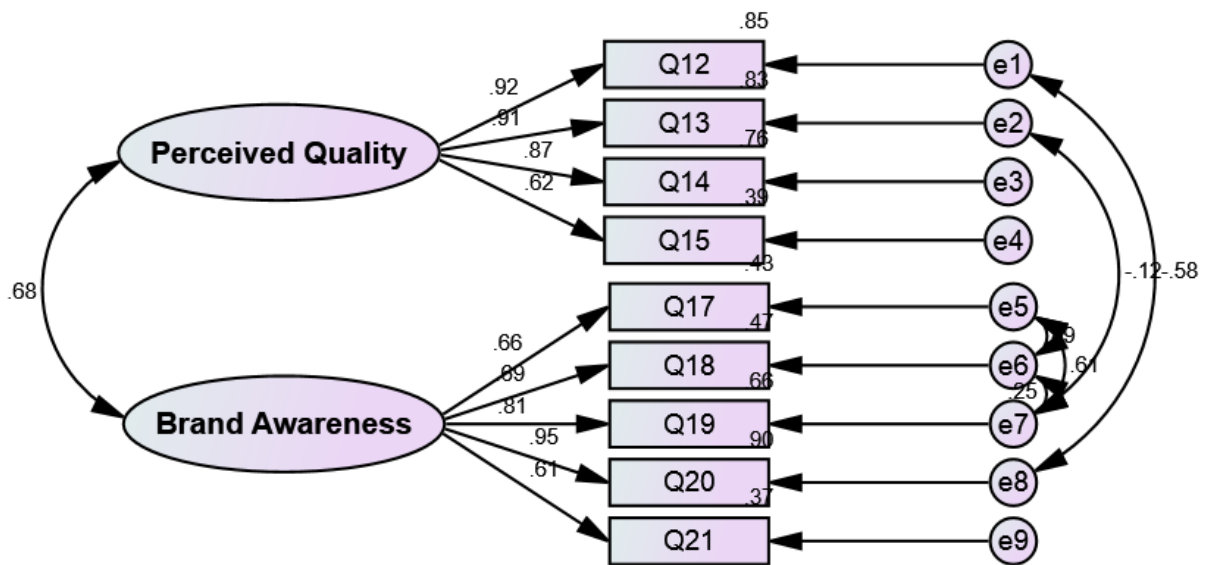 .85
Q12
e1
.92
.83
Q13
e2
.91
.76
Perceived Quality
.87
Q14
e3
.62
.39
Q15
e4
.43
-.12
-.58
.68
Q17
e5
.66
.47
.69
Q18
e6
.61
.81
.66
.25
Brand Awareness
Q19
e7
.95
.90
.61
Q20
e8
.37
Q21
e9